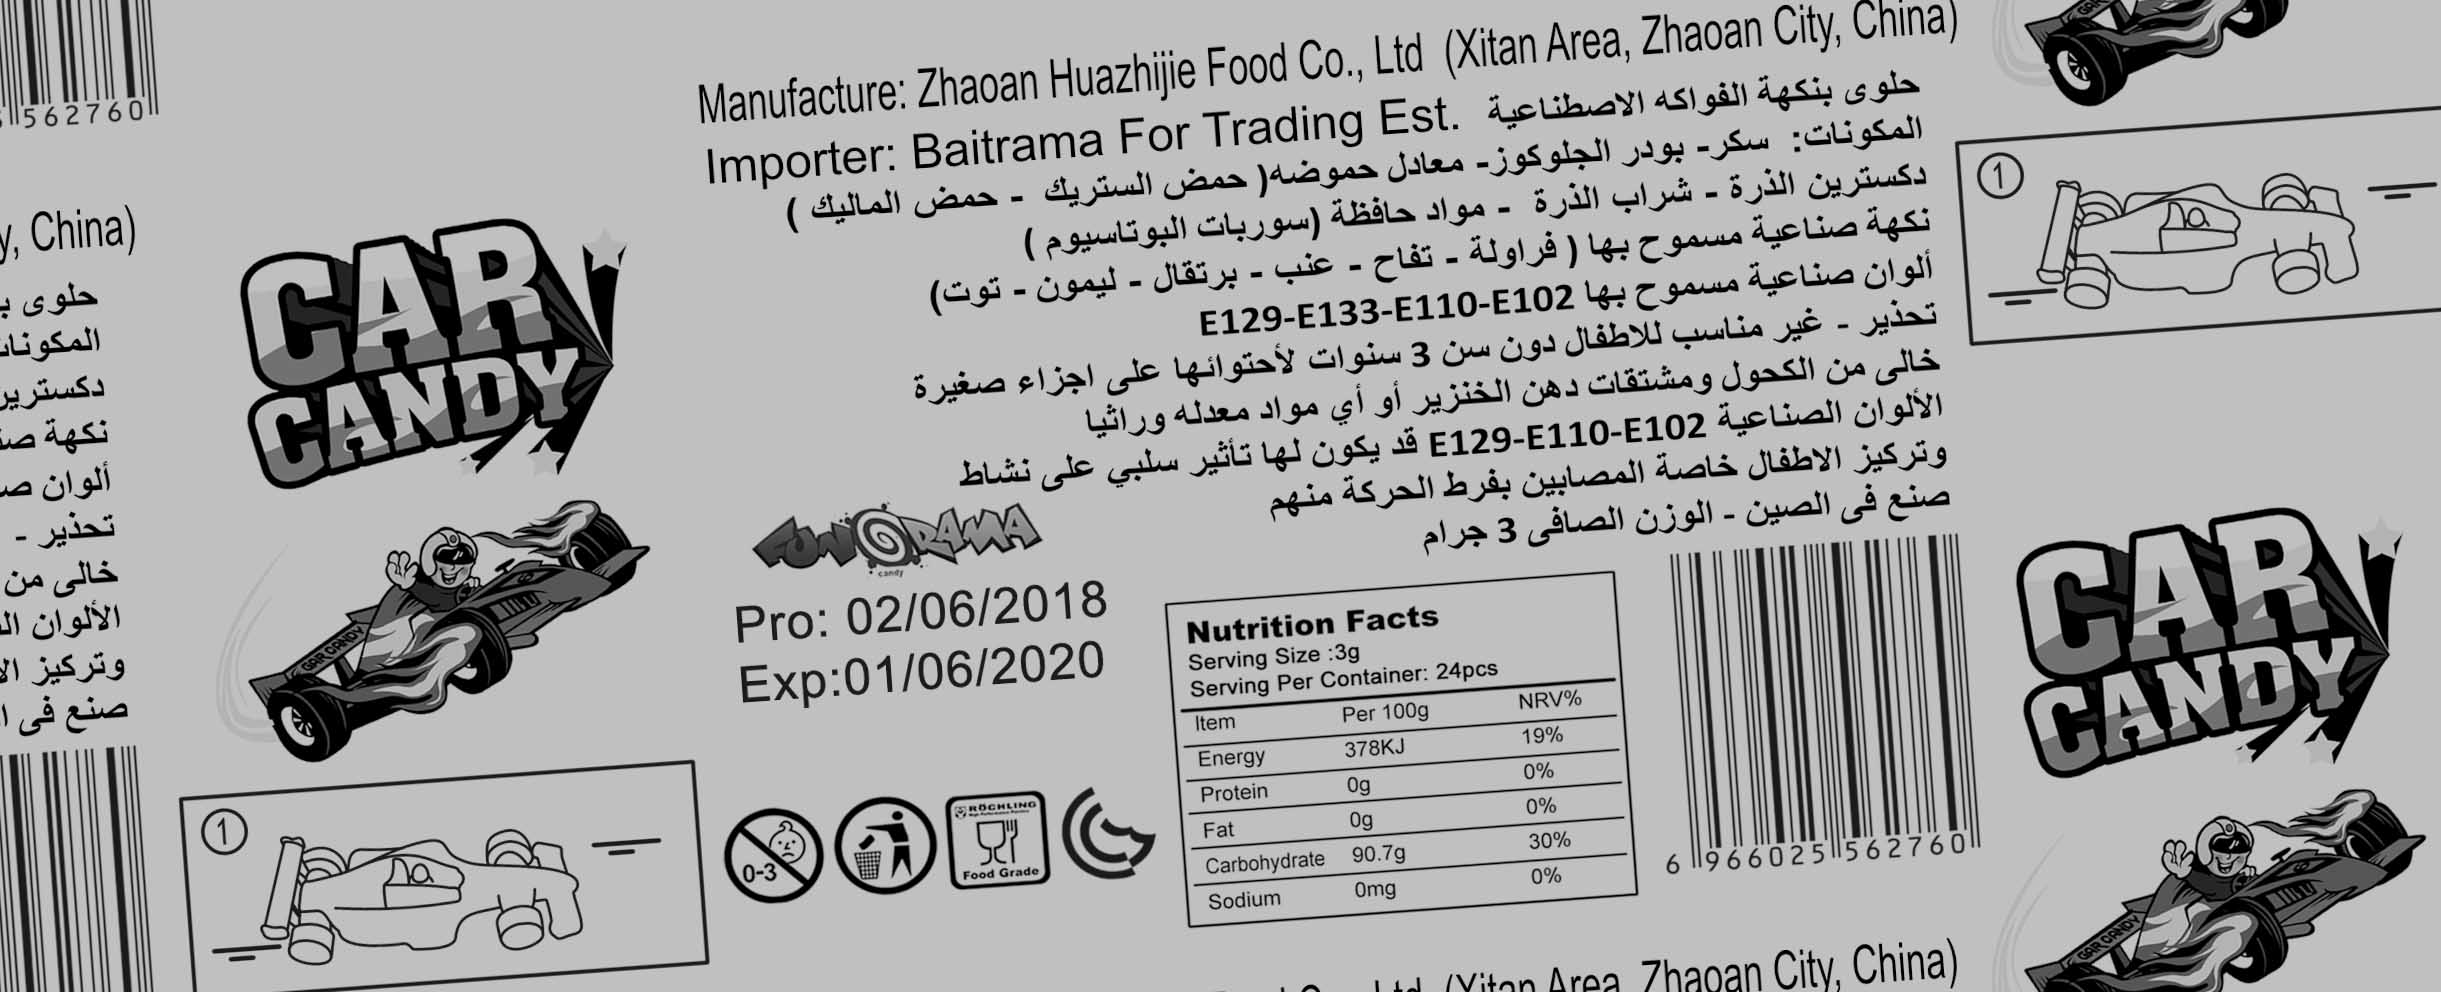 562760
y, China)
حلوى
المكونات
دكسترين
نكهة
ألوان
تحذير -
خالى من
الألوان
وتركيز
صنع فى
CAR
CANDY
CAR CANDY
1
Manufacture: Zhaoan Huazhijie Food Co., Ltd (Xitan Area, Zhaoan City, China)
Importer: Baitrama For Trading Est. حلوى بنكهة الفواكه الاصطناعية
المكونات: سكر- بودر الجلوكوز- معادل حموضه( حمض الستريك - حمض الماليك )
دكسترين الذرة - شراب الذرة - مواد حافظة (سوربات البوتاسيوم )
نكهة صناعية مسموح بها ( فراولة - تفاح - عنب - برتقال - ليمون - توت)
ألوان صناعية مسموح بها E129-E133-E110-E102
تحذير - غير مناسب للاطفال دون سن 3 سنوات لأحتوائها على اجزاء صغيرة
خالى من الكحول ومشتقات دهن الخنزير أو أي مواد معدله وراثيا
الألوان الصناعية E129-E110-E102 قد يكون لها تأثير سلبي على نشاط
وتركيز الاطفال خاصة المصابين بفرط الحركة منهم
صنع فى الصين - الوزن الصافى 3 جرام
FUNORAMA
candy
Pro: 02/06/2018
Exp:01/06/2020
0-3
RÖCHLING
Food Grade
Nutrition Facts
Serving Size :3g
Serving Per Container: 24pcs
Item Per 100g NRV%
Energy 378KJ 19%
Protein 0g 0%
Fat 0g 0%
Carbohydrate 90.7g 30%
Sodium 0mg 0%
6 966025 562760
1
CAR
CANDY
CAR CANDY
Ltd (Xitan Area, Zhaoan City, China)